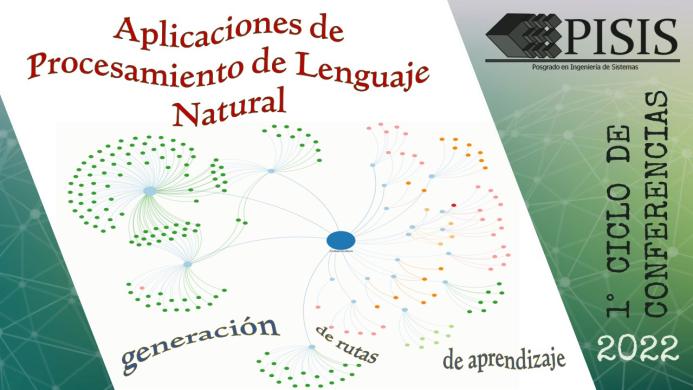 Aplicaciones de
Procesamiento de Lenguaje
Natural
PISIS
Posgrado en Ingeniería de Sistemas
1° CICLO DE
CONFERENCIAS
2022
generación
de rutas
de aprendizaje